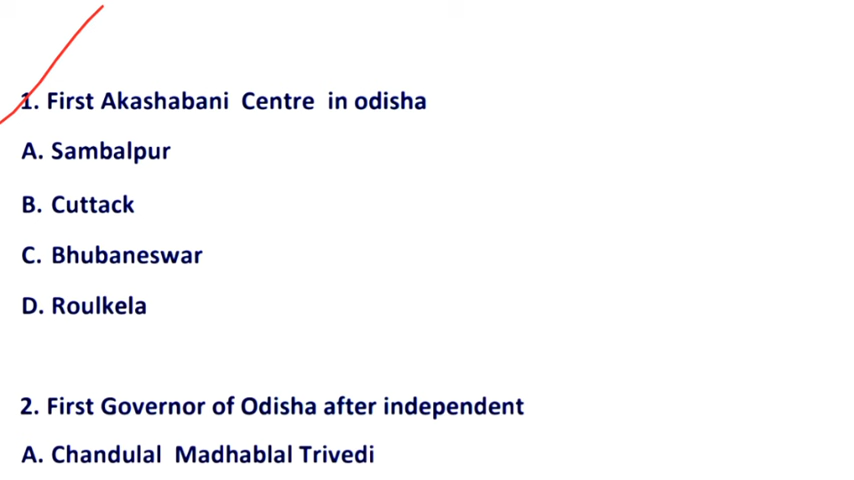 1. First Akashabani Centre in odisha
A. Sambalpur
B. Cuttack
C. Bhubaneswar
D. Roulkela
2. First Governor of Odisha after independent
A. Chandulal Madhablal Trivedi